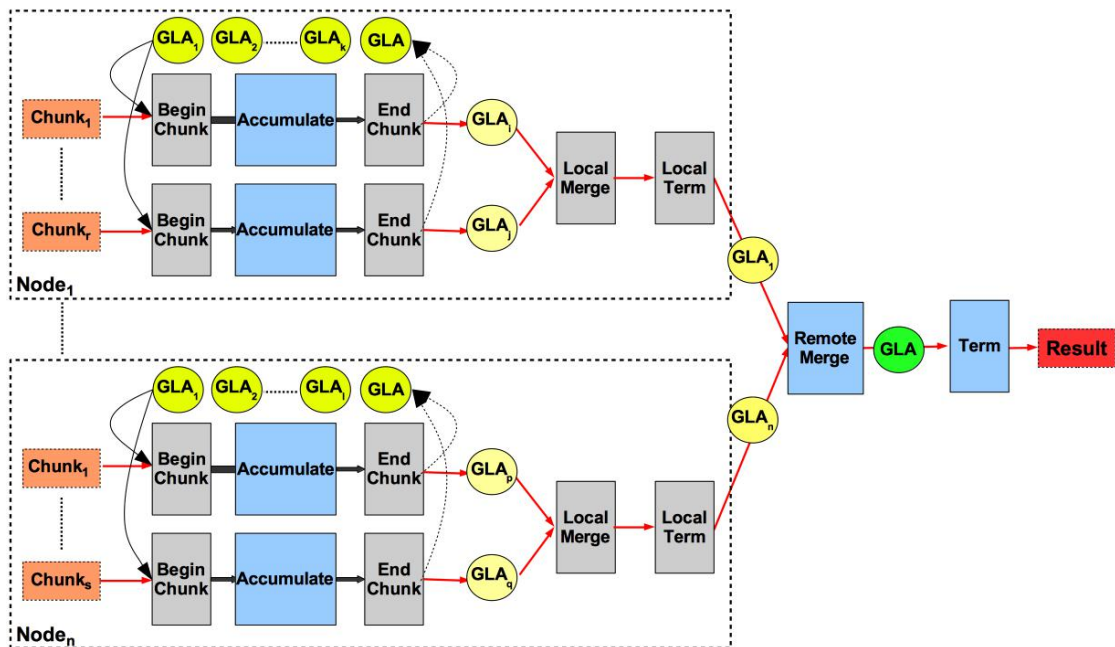 GLA1 GLA2 ........ GLAk GLA
Chunk1
Begin
Chunk
Accumulate
End
Chunk
GLAi
Local
Merge
Local
Term
Chunkr
Begin
Chunk
Accumulate
End
Chunk
GLAj
Node1
GLA1
Remote
Merge
GLA
Term
Result
GLA1 GLA2 ........ GLAl GLA
Chunk1
Begin
Chunk
Accumulate
End
Chunk
GLAp
Local
Merge
Local
Term
GLAn
Chunks
Begin
Chunk
Accumulate
End
Chunk
GLAq
Noden